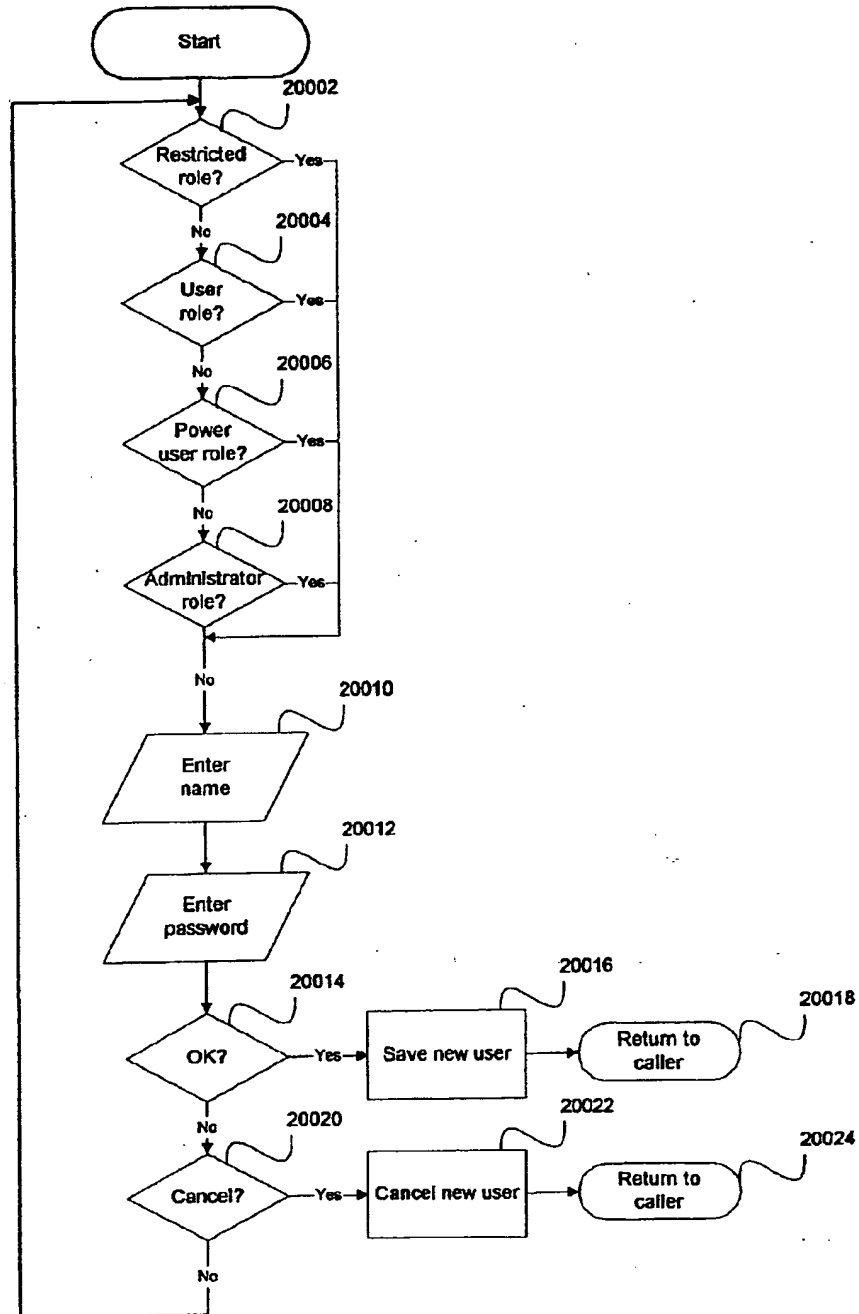 Start
20002
Restricted
role?
Yes
No
20004
User
role?
Yes
No
20006
Power
user role?
Yes
No
20008
Administrator
role?
Yes
No
20010
Enter
name
20012
Enter
password
20014
OK?
Yes
20016
Save new user
20018
Return to
caller
No
20020
Cancel?
Yes
20022
Cancel new user
20024
Return to
caller
No